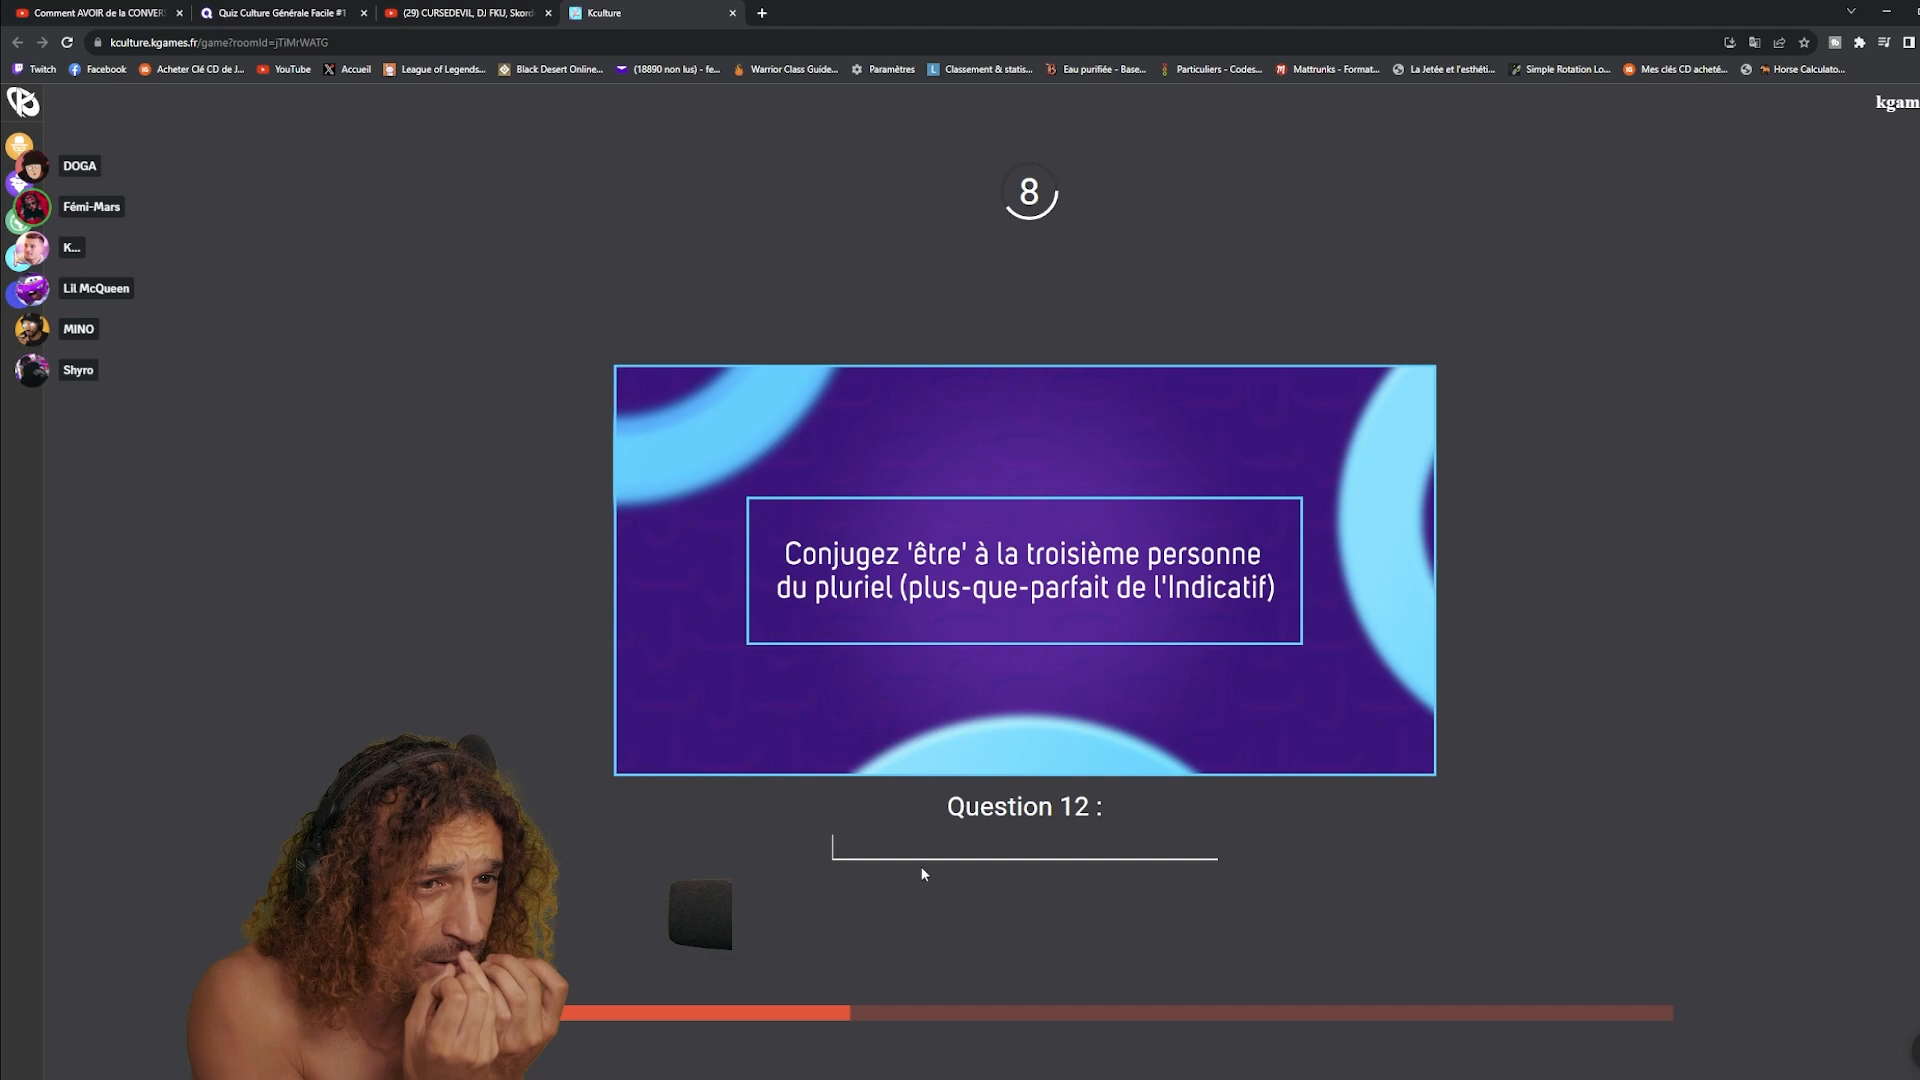 Comment AVOIR de la CONVER
Quiz Culture Générale Facile #1
(29) CURSEDEVIL, DJ FKU, Skord
Kculture
kculture.kgames.fr/game?roomId=jTiMrWATG
Twitch
Facebook
Acheter Clé CD de J...
YouTube
Accueil
League of Legends...
Black Desert Online...
(18890 non lus) - fe...
Warrior Class Guide...
Paramètres
Classement & statis...
Eau purifiée - Base...
Particuliers - Codes...
Mattrunks - Format...
La Jetée et l'esthéti...
Simple Rotation Lo...
Mes clés CD acheté...
Horse Calculato...
kgam
DOGA
Fémi-Mars
K...
Lil McQueen
MINO
Shyro
8
Conjugez 'être' à la troisième personne
du pluriel (plus-que-parfait de l'Indicatif)
Question 12 :